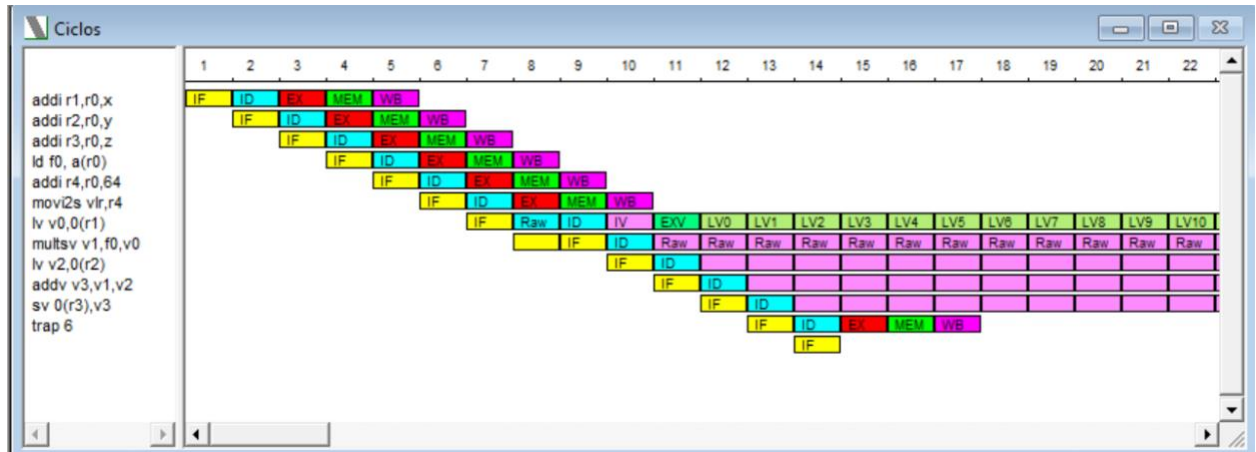 Ciclos
1 2 3 4 5 6 7 8 9 10 11 12 13 14 15 16 17 18 19 20 21 22
addi r1,r0,x IF ID EX MEM WB
addi r2,r0,y IF ID EX MEM WB
addi r3,r0,z IF ID EX MEM WB
ld f0, a(r0) IF ID EX MEM WB
addi r4,r0,64 IF ID EX MEM WB
movi2s vlr,r4 IF ID EX MEM WB
lv v0,0(r1) IF Raw ID IV EXV LV0 LV1 LV2 LV3 LV4 LV5 LV6 LV7 LV8 LV9 LV10
multsv v1,f0,v0 IF ID Raw Raw Raw Raw Raw Raw Raw Raw Raw Raw Raw Raw
lv v2,0(r2) IF ID
addv v3,v1,v2 IF ID
sv 0(r3),v3 IF ID
trap 6 IF ID EX MEM WB
IF